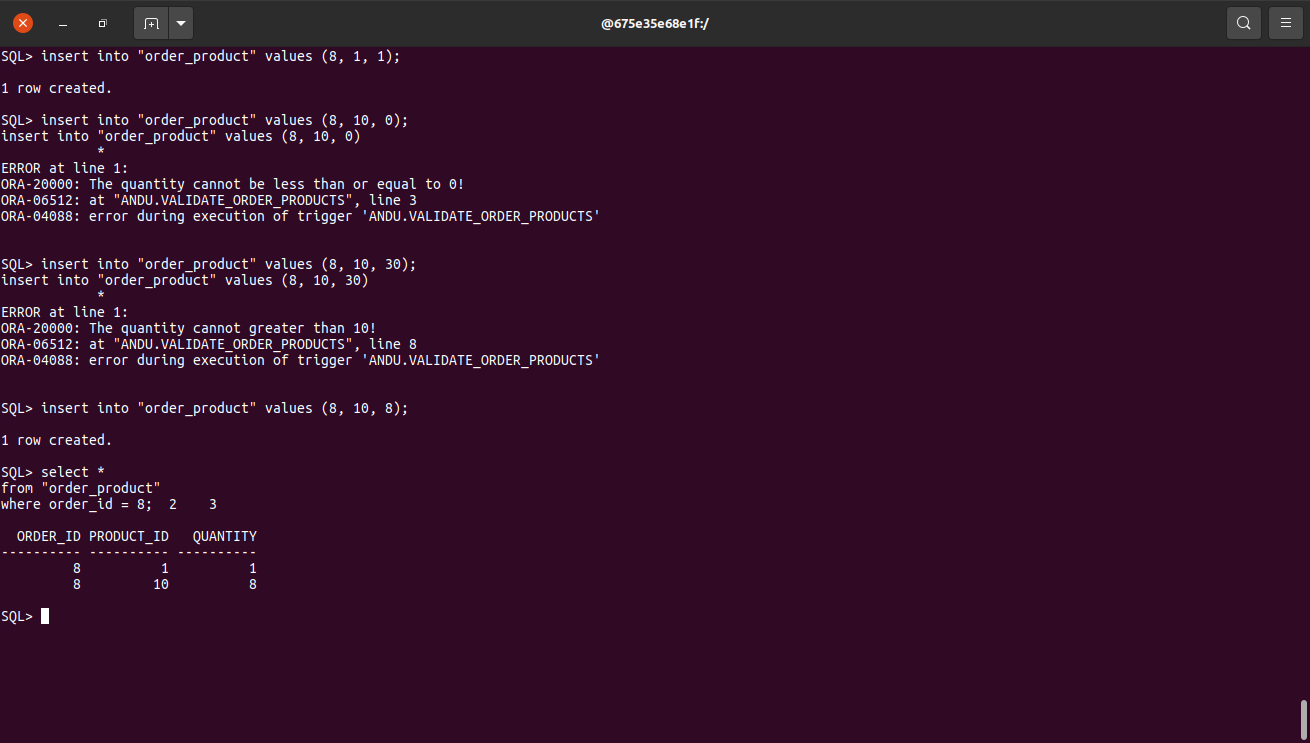 @675e35e68e1f:/
SQL> insert into "order_product" values (8, 1, 1);
1 row created.
SQL> insert into "order_product" values (8, 10, 0);
insert into "order_product" values (8, 10, 0)
*
ERROR at line 1:
ORA-20000: The quantity cannot be less than or equal to 0!
ORA-06512: at "ANDU.VALIDATE_ORDER_PRODUCTS", line 3
ORA-04088: error during execution of trigger 'ANDU.VALIDATE_ORDER_PRODUCTS'
SQL> insert into "order_product" values (8, 10, 30);
insert into "order_product" values (8, 10, 30)
*
ERROR at line 1:
ORA-20000: The quantity cannot greater than 10!
ORA-06512: at "ANDU.VALIDATE_ORDER_PRODUCTS", line 8
ORA-04088: error during execution of trigger 'ANDU.VALIDATE_ORDER_PRODUCTS'
SQL> insert into "order_product" values (8, 10, 8);
1 row created.
SQL> select *
from "order_product"
where order_id = 8;  2    3
ORDER_ID PRODUCT_ID   QUANTITY
---------- ---------- ----------
8          1          1
8         10          8
SQL>